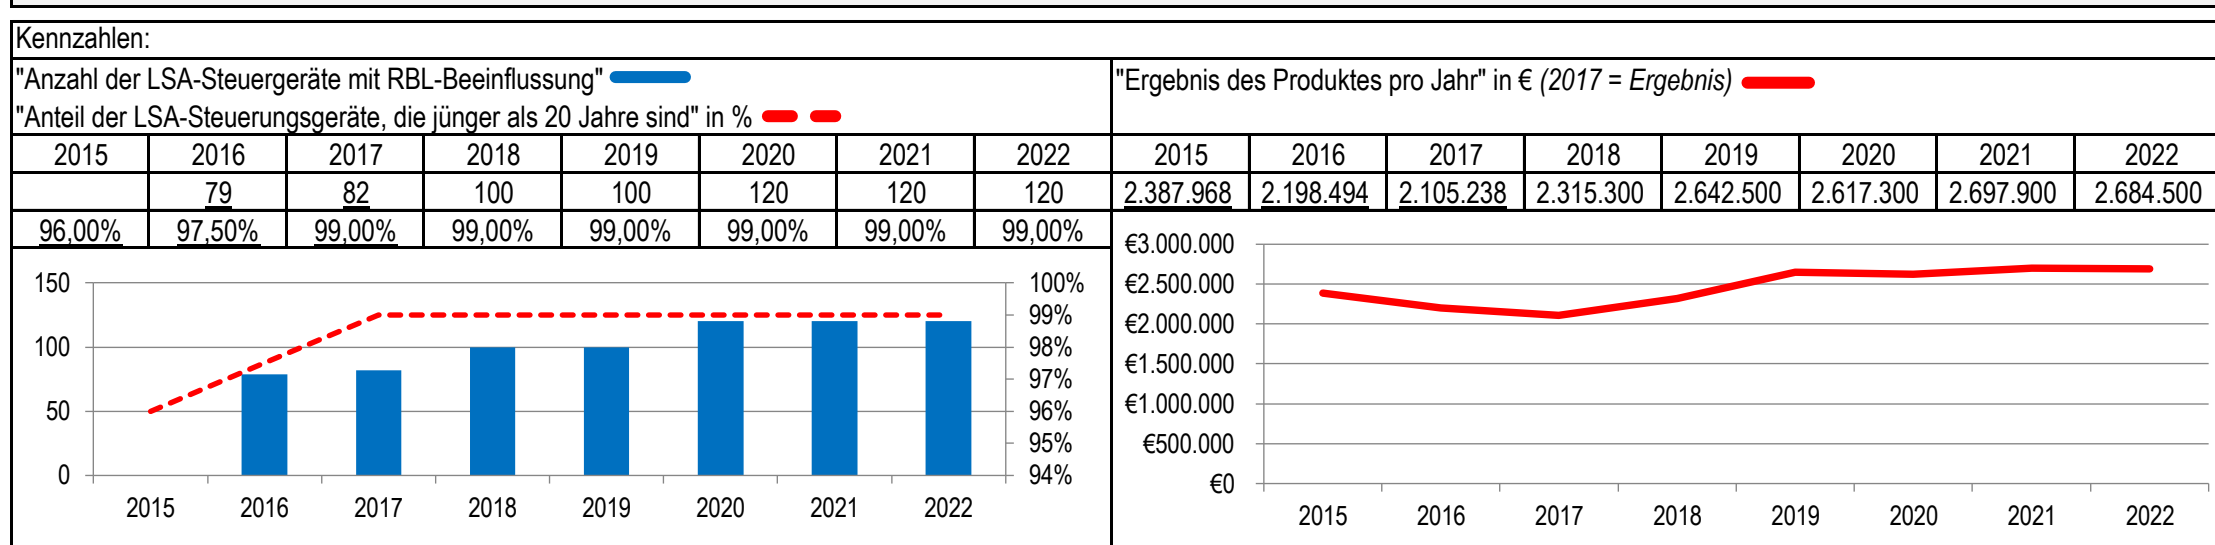 Kennzahlen:
"Anzahl der LSA-Steuergeräte mit RBL-Beeinflussung"
"Anteil der LSA-Steuerungsgeräte, die jünger als 20 Jahre sind" in %
"Ergebnis des Produktes pro Jahr" in € (2017 = Ergebnis)
2015 2016 2017 2018 2019 2020 2021 2022
79 82 100 100 120 120 120
96,00% 97,50% 99,00% 99,00% 99,00% 99,00% 99,00% 99,00%
2015 2016 2017 2018 2019 2020 2021 2022
2.387.968 2.198.494 2.105.238 2.315.300 2.642.500 2.617.300 2.697.900 2.684.500
150
100
50
0
100%
99%
98%
97%
96%
95%
94%
2015 2016 2017 2018 2019 2020 2021 2022
€3.000.000
€2.500.000
€2.000.000
€1.500.000
€1.000.000
€500.000
€0
2015 2016 2017 2018 2019 2020 2021 2022